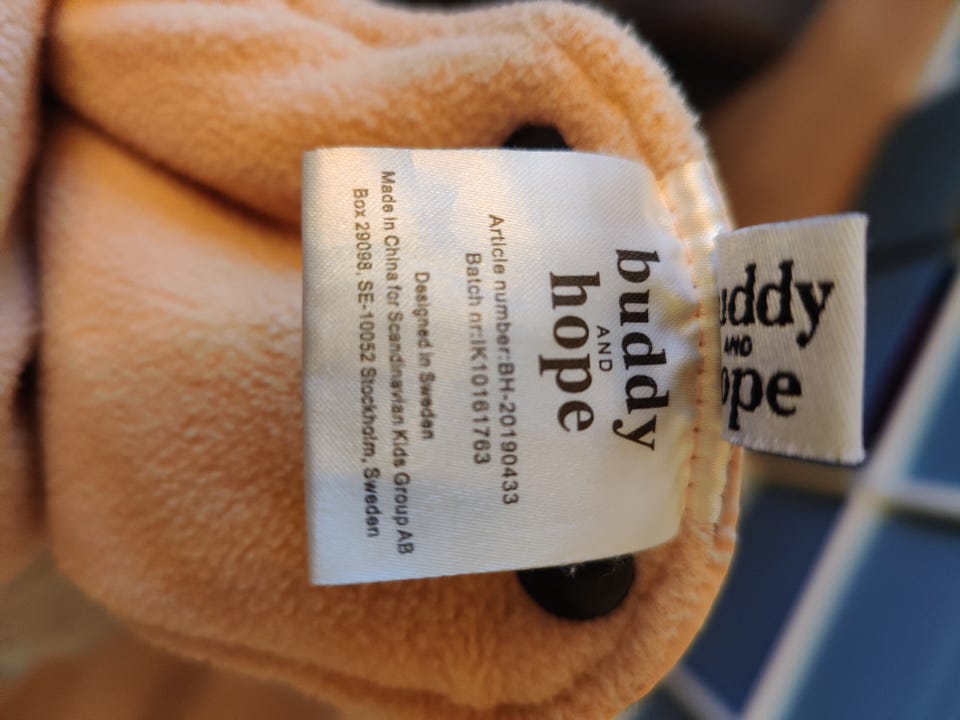 buddy
AND
hope
Article number:BH-20190433
Batch nr:IK10161763
Designed in Sweden
Made in China for Scandinavian Kids Group AB
Box 29098, SE-10052 Stockholm, Sweden
uddy
AND
ope